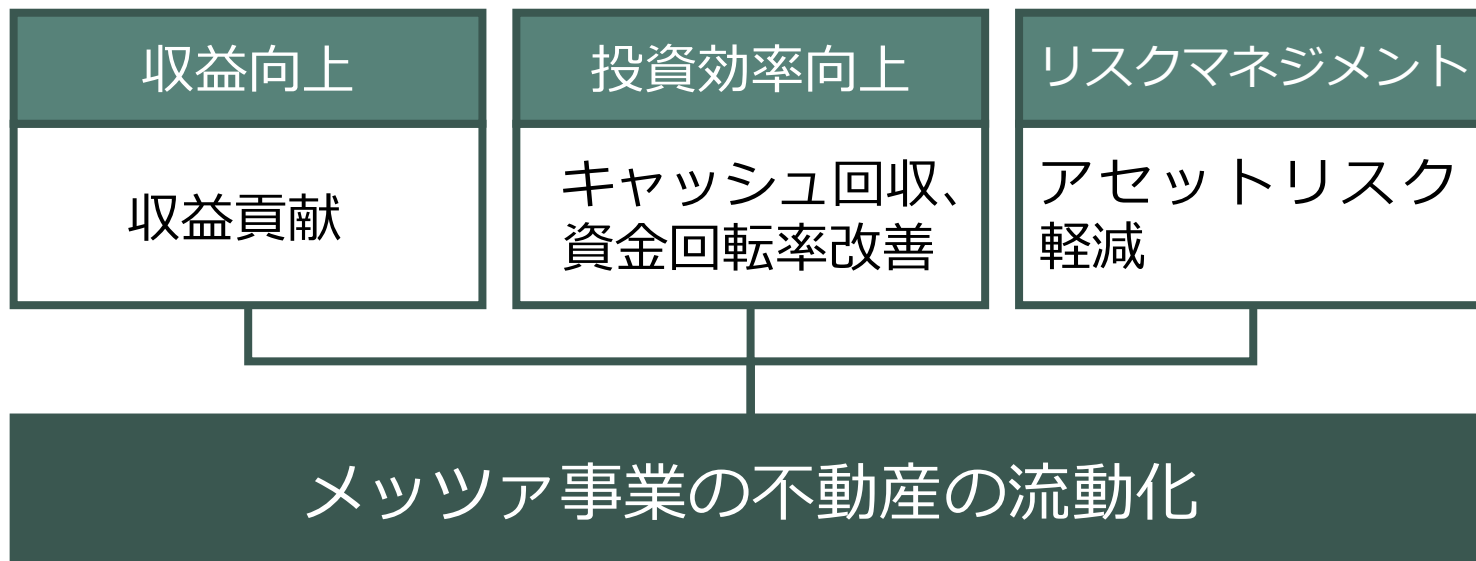 収益向上
収益貢献
投資効率向上
キャッシュ回収、
資金回転率改善
リスクマネジメント
アセットリスク
軽減
メッツァ事業の不動産の流動化